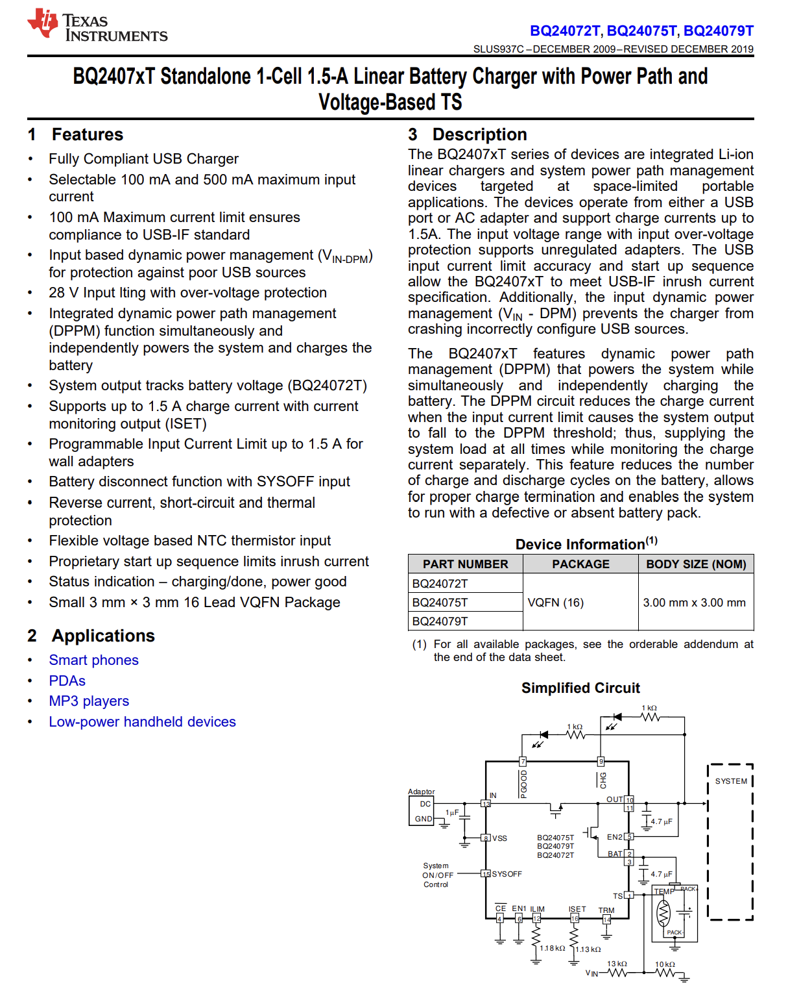 TEXAS
INSTRUMENTS
BQ24072T, BQ24075T, BQ24079T
SLUS937C – DECEMBER 2009 – REVISED DECEMBER 2019
BQ2407xT Standalone 1-Cell 1.5-A Linear Battery Charger with Power Path and
Voltage-Based TS
1 Features
• Fully Compliant USB Charger
• Selectable 100 mA and 500 mA maximum input
current
• 100 mA Maximum current limit ensures
compliance to USB-IF standard
• Input based dynamic power management (VIN-DPM)
for protection against poor USB sources
• 28 V Input lting with over-voltage protection
• Integrated dynamic power path management
(DPPM) function simultaneously and
independently powers the system and charges the
battery
• System output tracks battery voltage (BQ24072T)
• Supports up to 1.5 A charge current with current
monitoring output (ISET)
• Programmable Input Current Limit up to 1.5 A for
wall adapters
• Battery disconnect function with SYSOFF input
• Reverse current, short-circuit and thermal
protection
• Flexible voltage based NTC thermistor input
• Proprietary start up sequence limits inrush current
• Status indication – charging/done, power good
• Small 3 mm × 3 mm 16 Lead VQFN Package
2 Applications
• Smart phones
• PDAs
• MP3 players
• Low-power handheld devices
3 Description
The BQ2407xT series of devices are integrated Li-ion
linear chargers and system power path management
devices targeted at space-limited portable
applications. The devices operate from either a USB
port or AC adapter and support charge currents up to
1.5A. The input voltage range with input over-voltage
protection supports unregulated adapters. The USB
input current limit accuracy and start up sequence
allow the BQ2407xT to meet USB-IF inrush current
specification. Additionally, the input dynamic power
management (VIN - DPM) prevents the charger from
crashing incorrectly configure USB sources.
The BQ2407xT features dynamic power path
management (DPPM) that powers the system while
simultaneously and independently charging the
battery. The DPPM circuit reduces the charge current
when the input current limit causes the system output
to fall to the DPPM threshold; thus, supplying the
system load at all times while monitoring the charge
current separately. This feature reduces the number
of charge and discharge cycles on the battery, allows
for proper charge termination and enables the system
to run with a defective or absent battery pack.
Device Information(1)
PART NUMBER PACKAGE BODY SIZE (NOM)
BQ24072T
BQ24075T VQFN (16) 3.00 mm x 3.00 mm
BQ24079T
(1) For all available packages, see the orderable addendum at
the end of the data sheet.
Simplified Circuit
1 kΩ
1 kΩ
7 9
PGOOD CHG
SYSTEM
Adaptor
DC
GND
1 µF
IN
13
OUT 10
11
4.7 µF
8 VSS
BQ24075T
BQ24079T
BQ24072T
EN2 5
BAT 2
3
System
ON/OFF
Control
15 SYSOFF
4.7 µF
TS 1
TEMP PACK+
+
-
PACK-
CE EN1 ILIM ISET TRM
4 6 12 16 14
1.18 kΩ 1.13 kΩ
13 kΩ 10 kΩ
VIN